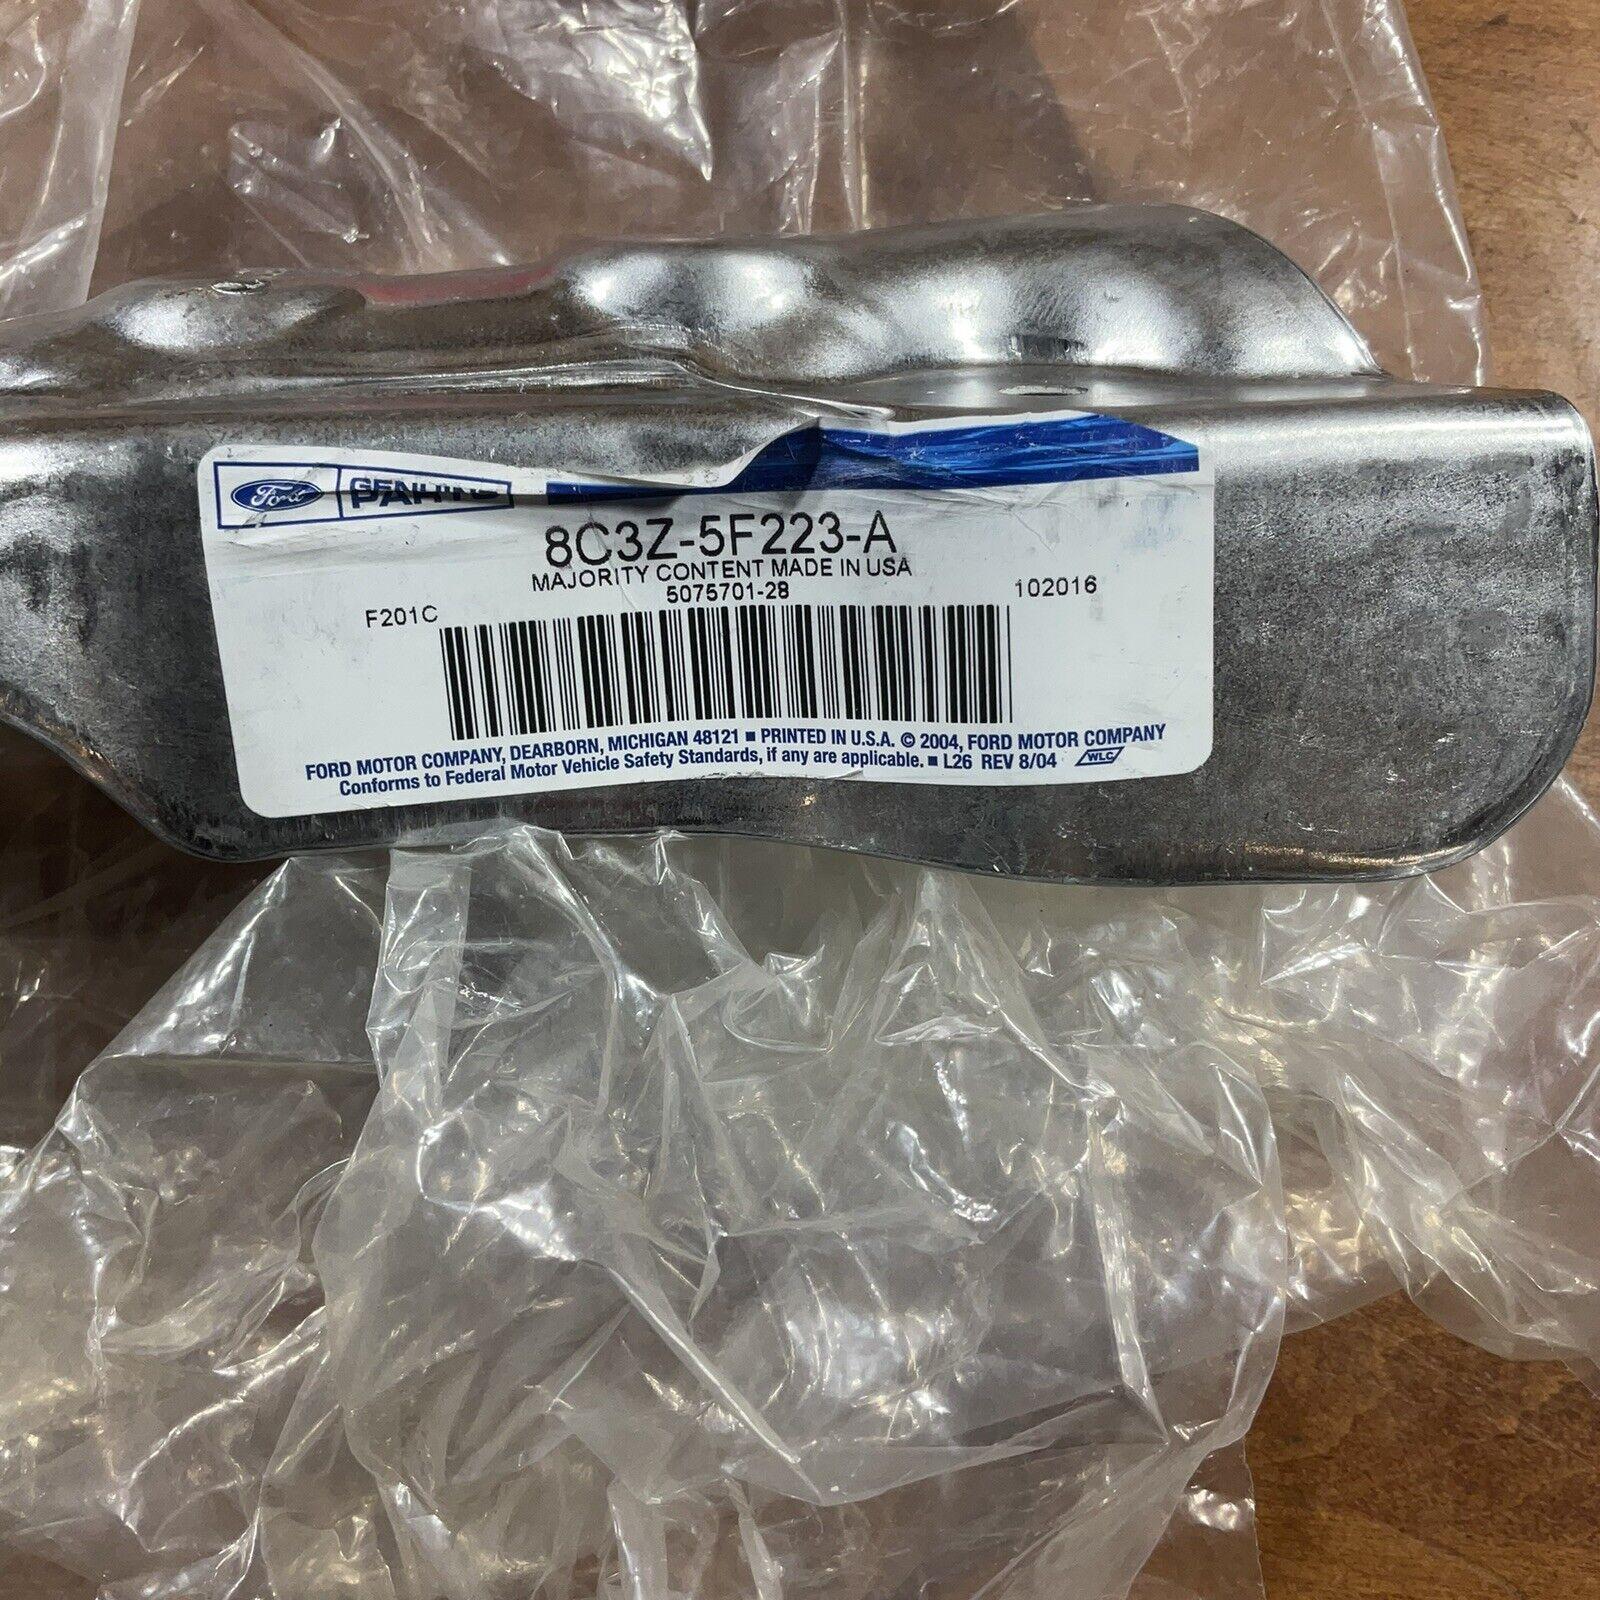 Ford GENUINE PARTS
8C3Z-5F223-A
MAJORITY CONTENT MADE IN USA
5075701-28
F201C
102016
FORD MOTOR COMPANY, DEARBORN, MICHIGAN 48121 ■ PRINTED IN U.S.A. © 2004, FORD MOTOR COMPANY
Conforms to Federal Motor Vehicle Safety Standards, if any are applicable. ■ L26 REV 8/04 WLC